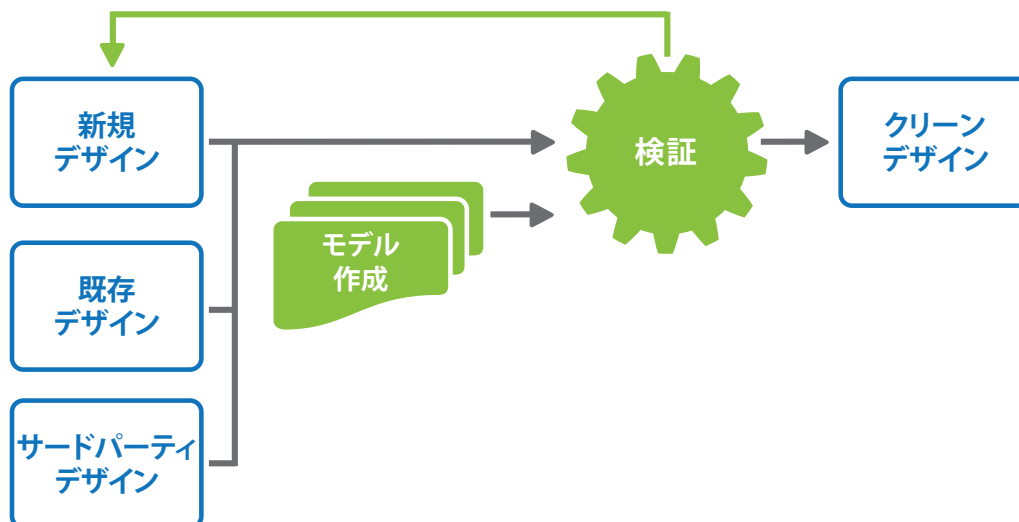 新規
デザイン
検証
クリーン
デザイン
モデル
作成
既存
デザイン
サードパーティ
デザイン